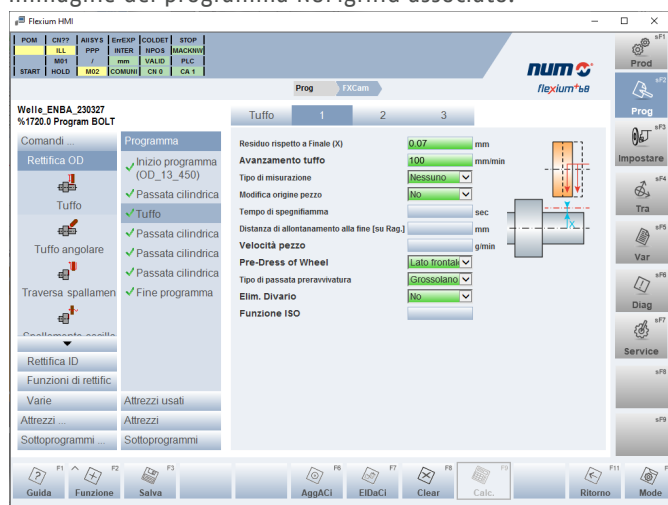 immagine del programma NUMgrind associato.
Flexium HMI
POM CN?? AllSYS ErrEXP COLDET STOP
ILL PPP INTER NPOS MACKNW
M01 / mm VALID PLC
START HOLD M02 COMUNI CN 0 CA 1
num
flexium+68
Prog FXCam
Welle_ENBA_230327
%1720.0 Program BOLT
Tuffo 1 2 3
Comandi ...
Rettifica OD
Tuffo
Tuffo angolare
Traversa spallamen
Rettifica ID
Funzioni di rettific
Varie
Attrezzi ...
Sottoprogrammi ...
Programma
Inizio programma
(OD_13_450)
Passata cilindrica
Tuffo
Passata cilindrica
Passata cilindrica
Passata cilindrica
Fine programma
Attrezzi usati
Attrezzi
Sottoprogrammi
Residuo rispetto a Finale (X) 0.07 mm
Avanzamento tuffo 100 mm/min
Tipo di misurazione Nessuno
Modifica origine pezzo No
Tempo di spegnifiamma sec
Distanza di allontanamento alla fine [su Rag.] mm
Velocità pezzo g/min
Pre-Dress of Wheel Lato frontal
Tipo di passata preravvivatura Grossolano
Elim. Divario No
Funzione ISO
X
sF1
Prod
sF2
Prog
sF3
Impostare
sF4
Tra
sF5
Var
sF6
Diag
sF7
Service
sF8
sF9
F1 Guida
F2 Funzione
F3 Salva
F6 AggACi
F7 ElDaCi
F8 Clear
F9 Calc.
F11 Ritorno
Mode